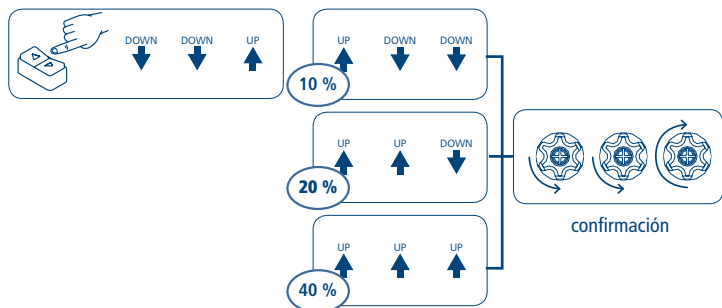 DOWN DOWN UP
UP DOWN DOWN
10 %
UP UP DOWN
20 %
UP UP UP
40 %
confirmación